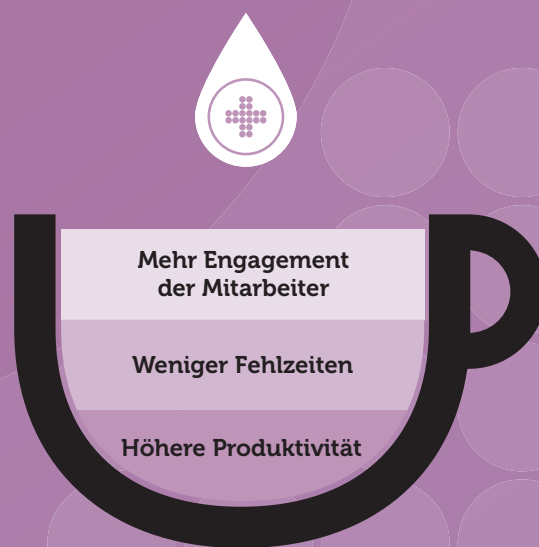 Mehr Engagement
der Mitarbeiter
Weniger Fehlzeiten
Höhere Produktivität